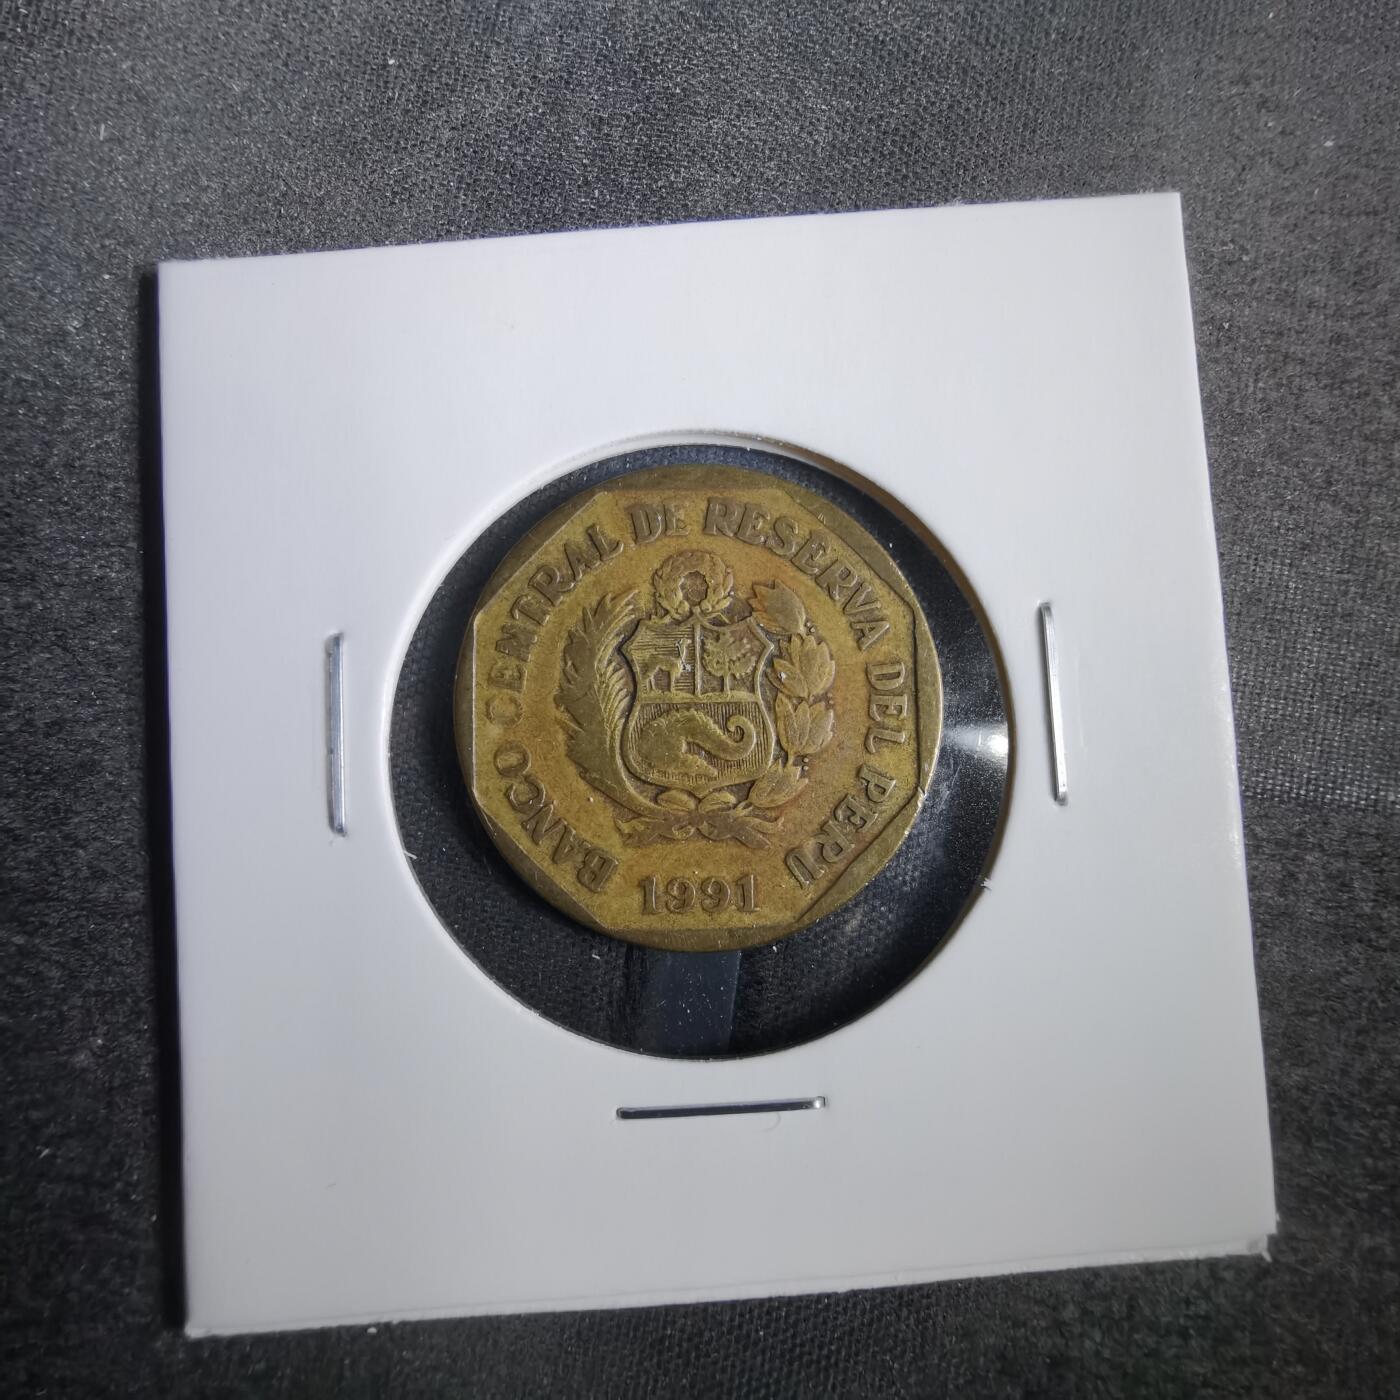 BANCO CENTRAL DE RESERVA DEL PERU
1991